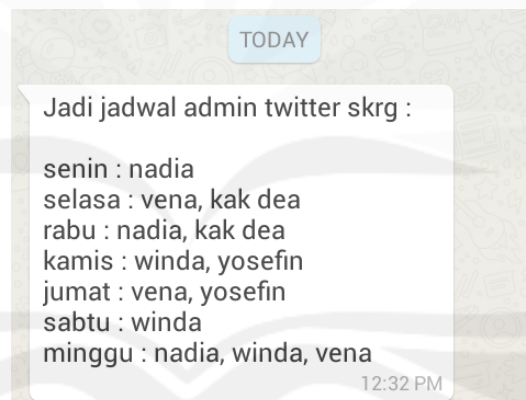 TODAY
Jadi jadwal admin twitter skrg :
senin : nadia
selasa : vena, kak dea
rabu : nadia, kak dea
kamis : winda, yosefin
jumat : vena, yosefin
sabtu : winda
minggu : nadia, winda, vena
12:32 PM